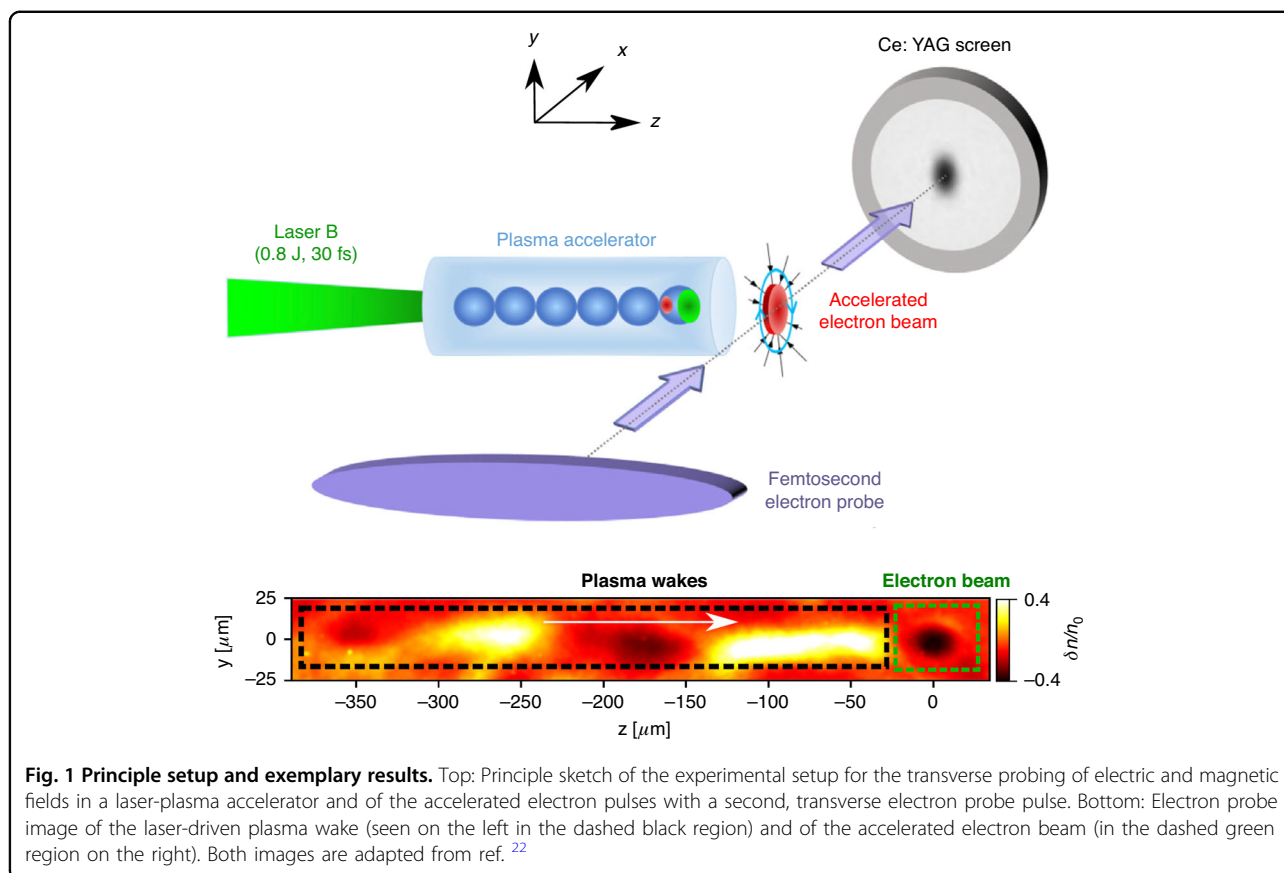 y
x
z
Ce: YAG screen
Laser B
(0.8 J, 30 fs)
Plasma accelerator
Accelerated
electron beam
Femtosecond
electron probe
Plasma wakes
Electron beam
25
0
−25
y [μm]
−350
−300
−250
−200
−150
−100
−50
0
z [μm]
0.4
−0.4
δn/n₀
Fig. 1 Principle setup and exemplary results. Top: Principle sketch of the experimental setup for the transverse probing of electric and magnetic
fields in a laser-plasma accelerator and of the accelerated electron pulses with a second, transverse electron probe pulse. Bottom: Electron probe
image of the laser-driven plasma wake (seen on the left in the dashed black region) and of the accelerated electron beam (in the dashed green
region on the right). Both images are adapted from ref. ²²